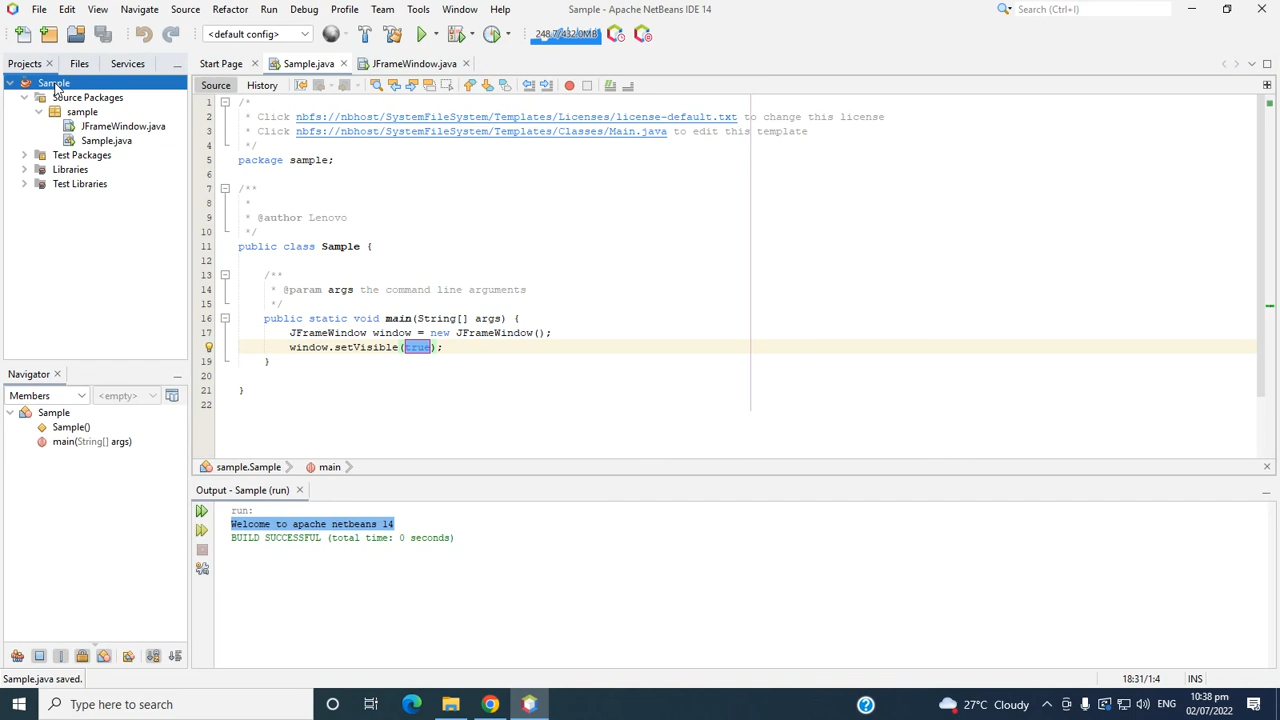 File Edit View Navigate Source Refactor Run Debug Profile Team Tools Window Help
Sample - Apache NetBeans IDE 14
Search (Ctrl+I)
<default config>
248.7/432.0MB
Projects Files Services
Start Page Sample.java JFrameWindow.java
Source History
Sample
Source Packages
sample
JFrameWindow.java
Sample.java
Test Packages
Libraries
Test Libraries
1 /*
2 * Click nbfs://nbhost/SystemFileSystem/Templates/Licenses/license-default.txt to change this license
3 * Click nbfs://nbhost/SystemFileSystem/Templates/Classes/Main.java to edit this template
4 */
5 package sample;
6
7 /**
8 *
9 * @author Lenovo
10 */
11 public class Sample {
12
13 /**
14 * @param args the command line arguments
15 */
16 public static void main(String[] args) {
17 JFrameWindow window = new JFrameWindow();
window.setVisible(true);
19 }
20
21 }
22
Navigator
Members <empty>
Sample
Sample()
main(String[] args)
sample.Sample main
Output - Sample (run)
run:
Welcome to apache netbeans 14
BUILD SUCCESSFUL (total time: 0 seconds)
Sample.java saved.
18:31/1:4 INS
Type here to search
27°C Cloudy
ENG
10:38 pm
02/07/2022